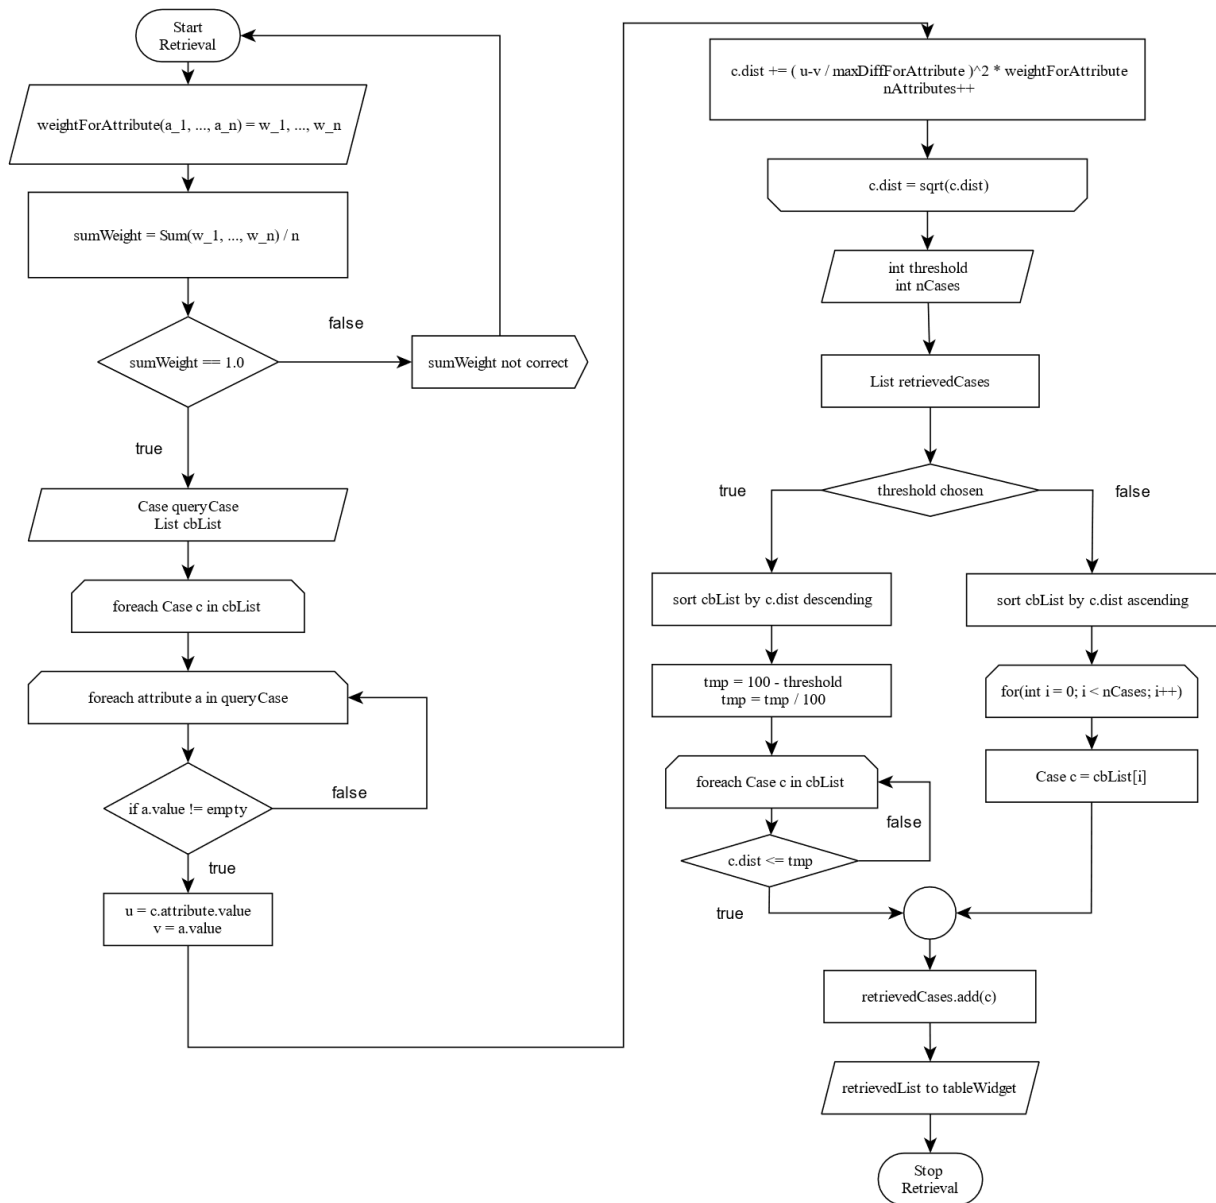 Start
Retrieval
weightForAttribute(a_1, ..., a_n) = w_1, ..., w_n
sumWeight = Sum(w_1, ..., w_n) / n
sumWeight == 1.0
false
sumWeight not correct
true
Case queryCase
List cbList
foreach Case c in cbList
foreach attribute a in queryCase
if a.value != empty
false
true
u = c.attribute.value
v = a.value
c.dist += ( u-v / maxDiffForAttribute )^2 * weightForAttribute
nAttributes++
c.dist = sqrt(c.dist)
int threshold
int nCases
List retrievedCases
threshold chosen
true
false
sort cbList by c.dist descending
tmp = 100 - threshold
tmp = tmp / 100
foreach Case c in cbList
false
c.dist <= tmp
true
sort cbList by c.dist ascending
for(int i = 0; i < nCases; i++)
Case c = cbList[i]
retrievedCases.add(c)
retrievedList to tableWidget
Stop
Retrieval